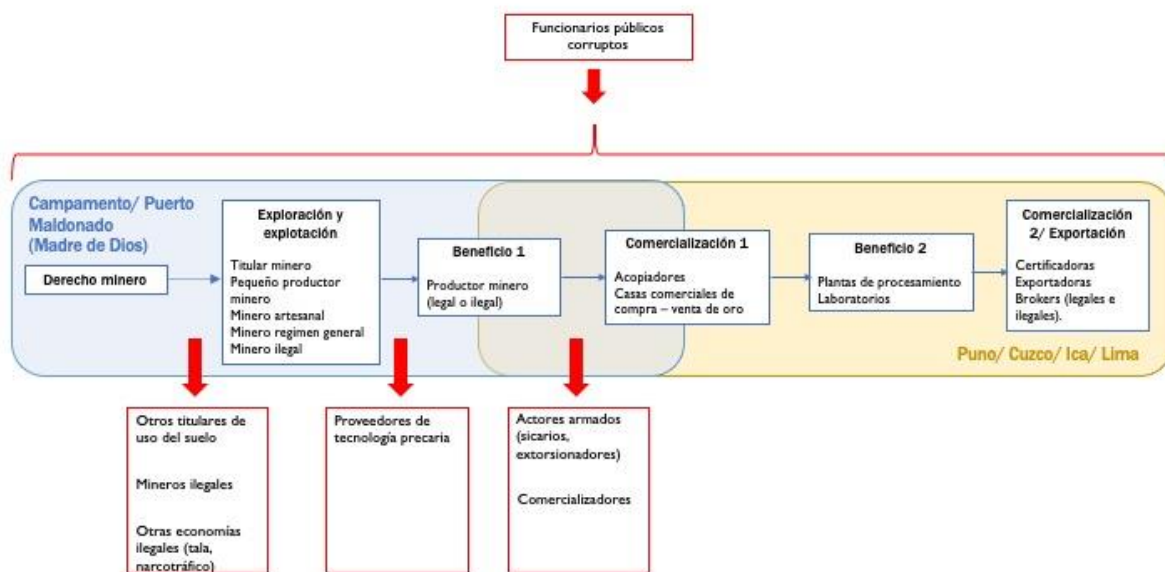 Funcionarios públicos
corruptos
Campamento/ Puerto
Maldonado
(Madre de Dios)
Derecho minero
Exploración y
explotación
Titular minero
Pequeño productor
minero
Minero artesanal
Minero regimen general
Minero ilegal
Beneficio 1
Productor minero
(legal o ilegal)
Comercialización 1
Acopiadores
Casas comerciales de
compra – venta de oro
Beneficio 2
Plantas de procesamiento
Laboratorios
Comercialización
2/ Exportación
Certificadoras
Exportadoras
Brokers (legales e
ilegales).
Puno/ Cuzco/ Ica/ Lima
Otros titulares de
uso del suelo
Mineros ilegales
Otras economías
ilegales (tala,
narcotráfico)
Proveedores de
tecnología precaria
Actores armados
(sicarios,
extorsionadores)
Comercializadores